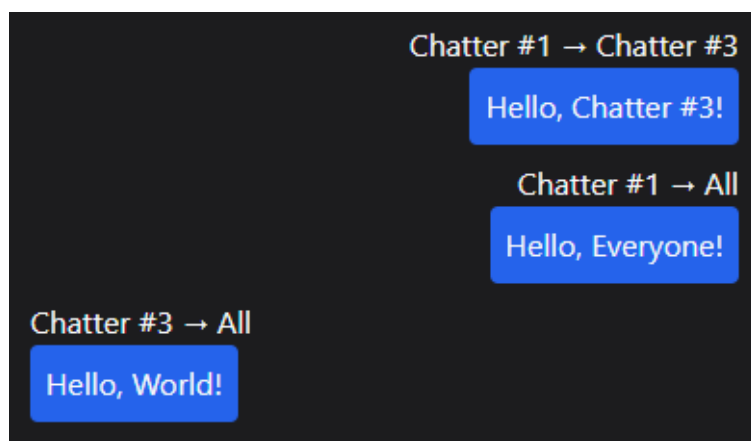 Chatter #1 → Chatter #3
Hello, Chatter #3!
Chatter #1 → All
Hello, Everyone!
Chatter #3 → All
Hello, World!